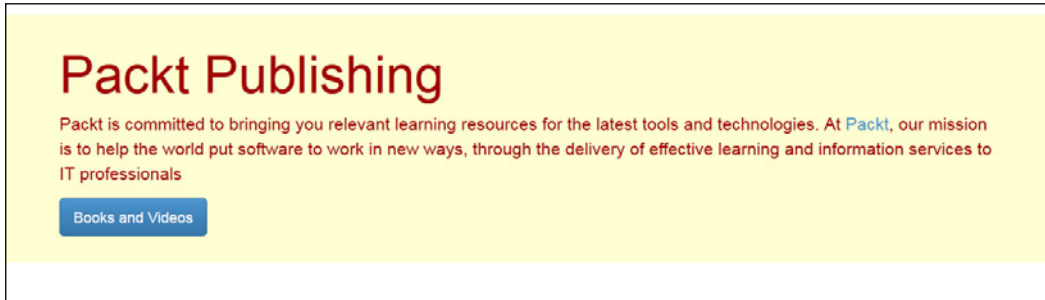 Packt Publishing
Packt is committed to bringing you relevant learning resources for the latest tools and technologies. At Packt, our mission
is to help the world put software to work in new ways, through the delivery of effective learning and information services to
IT professionals
Books and Videos